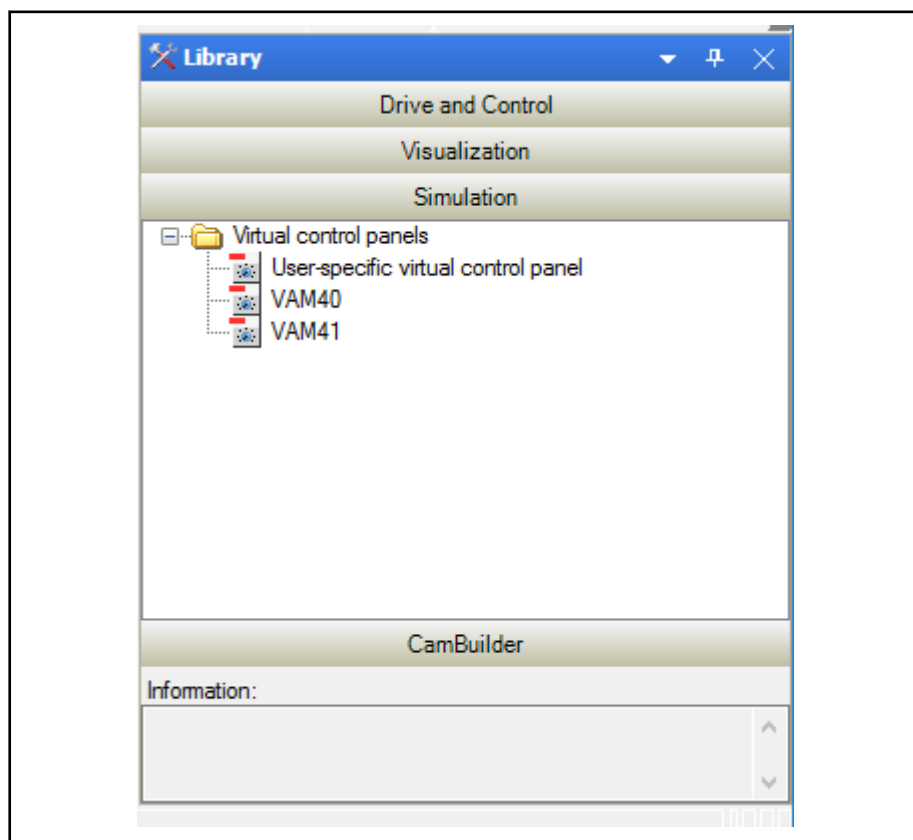 Library
Drive and Control
Visualization
Simulation
Virtual control panels
User-specific virtual control panel
VAM40
VAM41
CamBuilder
Information: